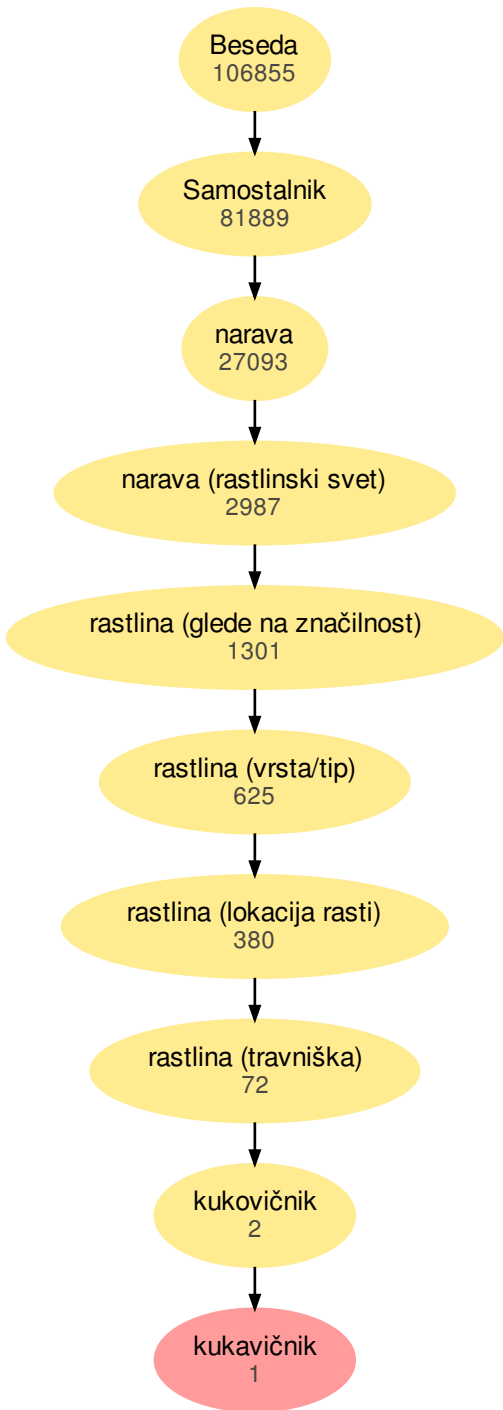 Beseda
106855
Samostalnik
81889
narava
27093
narava (rastlinski svet)
2987
rastlina (glede na značilnost)
1301
rastlina (vrsta/tip)
625
rastlina (lokacija rasti)
380
rastlina (travniška)
72
kukovičnik
2
kukavičnik
1